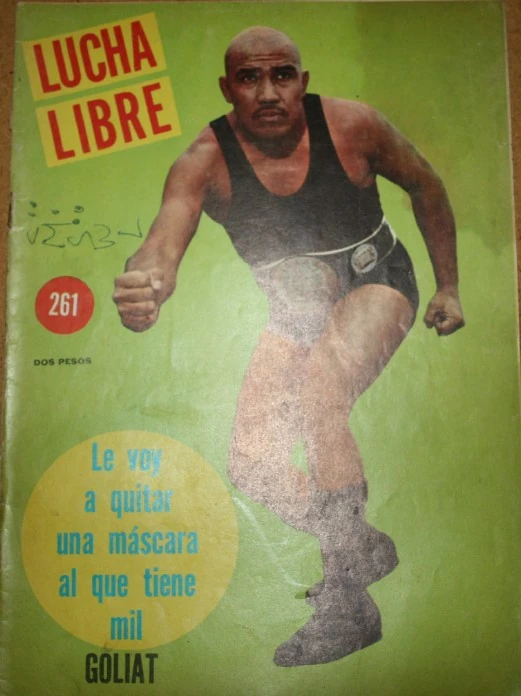 LUCHA
LIBRE
261
DOS PESOS
Le voy
a quitar
una máscara
al que tiene
mil
GOLIAT